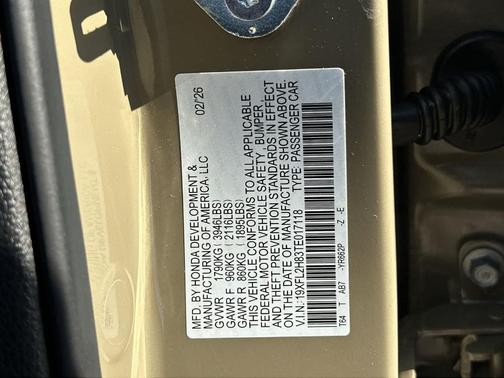 MFD. BY HONDA DEVELOPMENT & 02/26
MANUFACTURING OF AMERICA, LLC
GVWR 1790KG ( 3946LBS)
GAWR F 960KG ( 2116LBS)
GAWR R 860KG ( 1895LBS)
THIS VEHICLE CONFORMS TO ALL APPLICABLE
FEDERAL MOTOR VEHICLE SAFETY, BUMPER,
AND THEFT PREVENTION STANDARDS IN EFFECT
ON THE DATE OF MANUFACTURE SHOWN ABOVE.
V.I.N:19XFL2H83TE017118 TYPE: PASSENGER CAR
T64 T AB7 -YR662P -Z -E